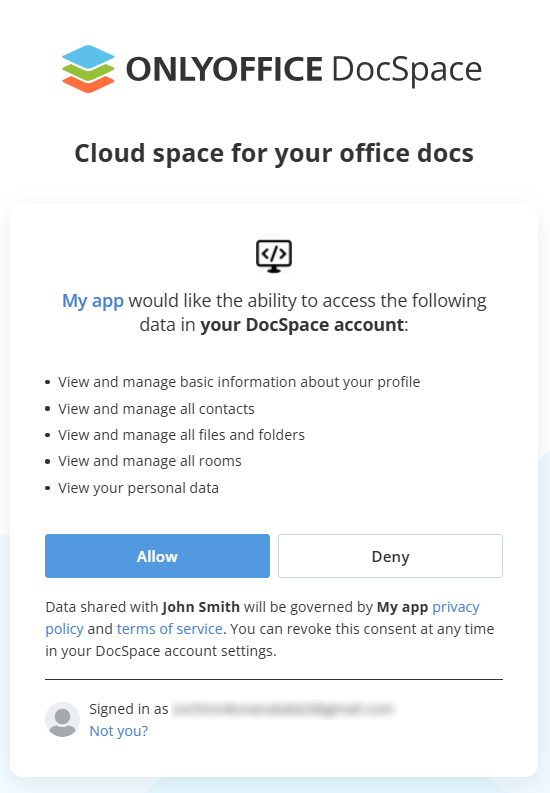 ONLYOFFICE DocSpace
Cloud space for your office docs
</>
My app would like the ability to access the following
data in your DocSpace account:
• View and manage basic information about your profile
• View and manage all contacts
• View and manage all files and folders
• View and manage all rooms
• View your personal data
Allow Deny
Data shared with John Smith will be governed by My app privacy
policy and terms of service. You can revoke this consent at any time
in your DocSpace account settings.
Signed in as
Not you?